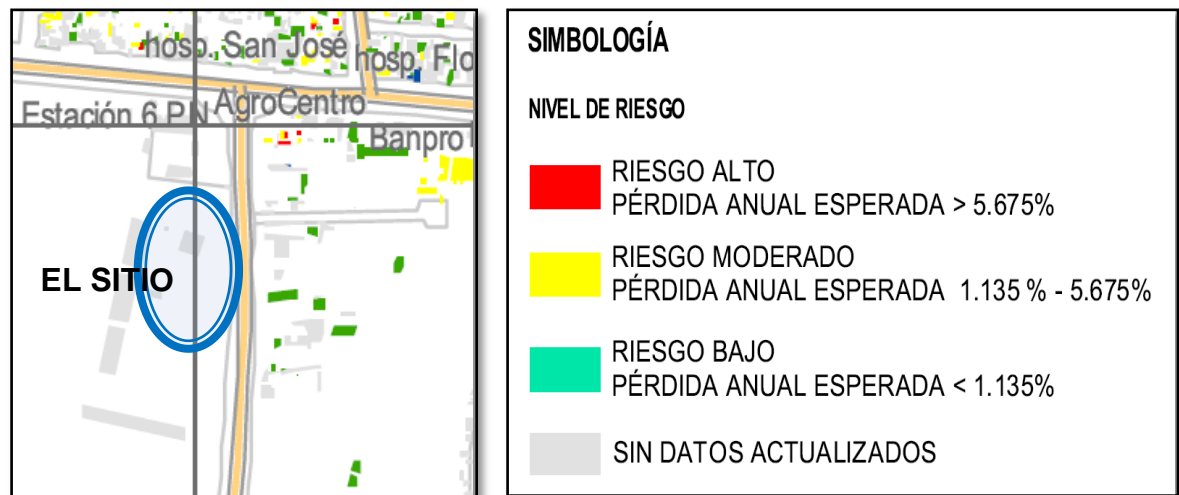 hosp. San José
hosp. Flo
Estación 6 PN
AgroCentro
Banpro
EL SITIO
SIMBOLOGÍA
NIVEL DE RIESGO
RIESGO ALTO
PÉRDIDA ANUAL ESPERADA > 5.675%
RIESGO MODERADO
PÉRDIDA ANUAL ESPERADA 1.135 % - 5.675%
RIESGO BAJO
PÉRDIDA ANUAL ESPERADA < 1.135%
SIN DATOS ACTUALIZADOS